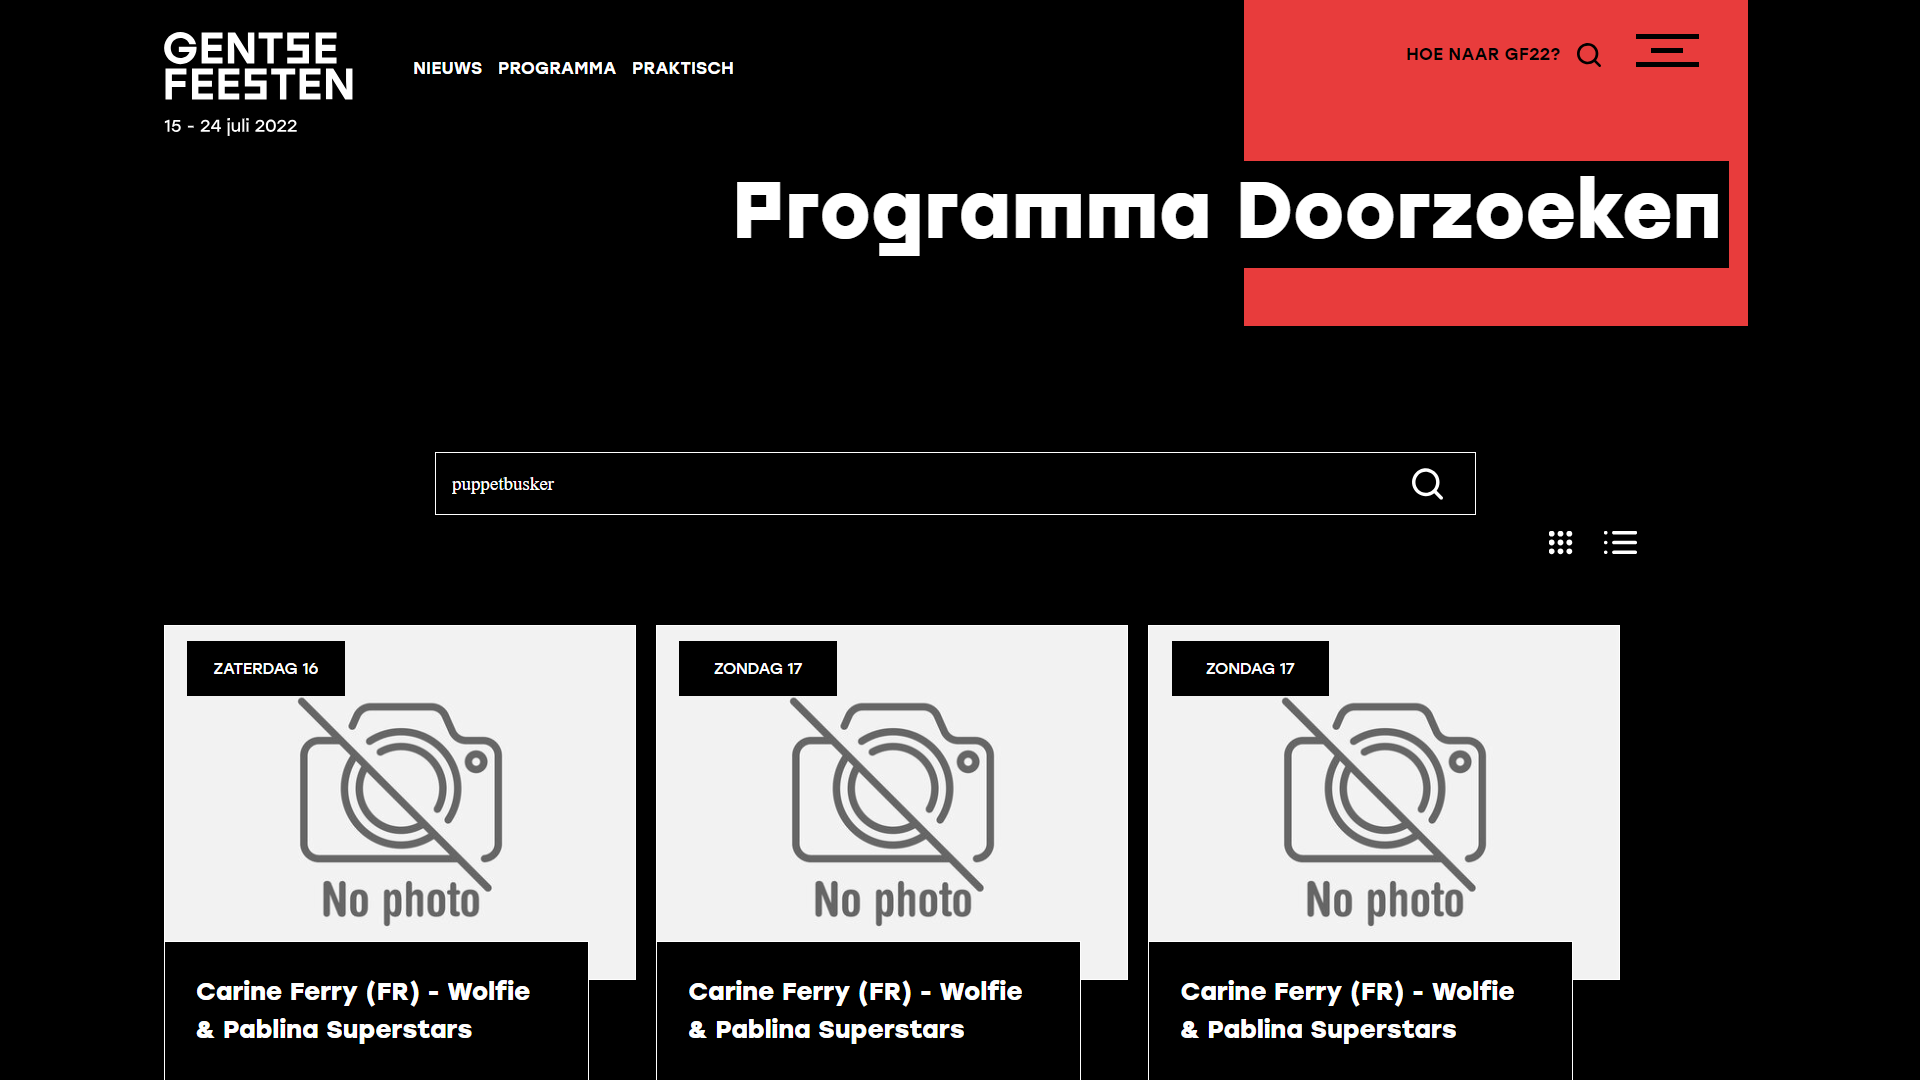 GENTSE
FEESTEN
15 - 24 juli 2022
NIEUWS PROGRAMMA PRAKTISCH
HOE NAAR GF22?
Programma Doorzoeken
puppetbusker
ZATERDAG 16
No photo
Carine Ferry (FR) - Wolfie
& Pablina Superstars
ZONDAG 17
No photo
Carine Ferry (FR) - Wolfie
& Pablina Superstars
ZONDAG 17
No photo
Carine Ferry (FR) - Wolfie
& Pablina Superstars